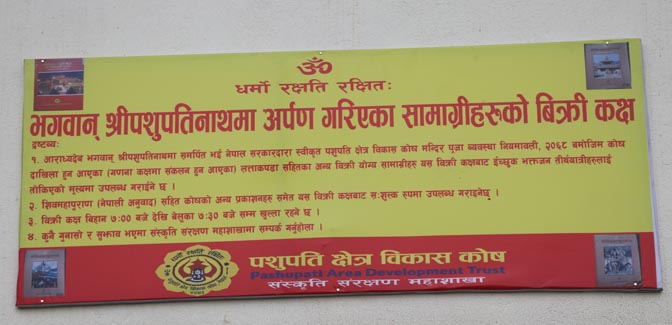 ॐ
धर्मो रक्षति रक्षितः
भगवान् श्रीपशुपतिनाथमा अर्पण गरिएका सामाग्रीहरुको बिक्री कक्ष
द्रष्टव्यः
१. आराध्यदेव भगवान् श्रीपशुपतिनाथमा समर्पित भई नेपाल सरकारद्वारा स्वीकृत पशुपति क्षेत्र विकास कोष मन्दिर पूजा व्यवस्था नियमावली, २०६८ बमोजिम कोष
दाखिला हुन आएका (गणना कक्षमा संकलन हुन आएका) लत्ताकपडा सहितका अन्य विक्री योग्य सामाग्रीहरु यस विक्री कक्षबाट ईच्छुक भक्तजन तीर्थयात्रीहरुलाई
तोकिएको मूल्यमा उपलब्ध गराईने छ ।
२. शिवमहापुराण (नेपाली अनुवाद) सहित कोषको अन्य प्रकाशनहरु समेत यस विक्री कक्षबाट सःशुल्क रुपमा उपलब्ध गराईनेछ ।
३. विक्री कक्ष बिहान ७:०० बजे देखि बेलुका ७:३० बजे सम्म खुल्ला रहने छ ।
४. कुनै गुनासो र सुझाव भएमा संस्कृति संरक्षण महाशाखामा सम्पर्क गर्नुहोला ।
पशुपति क्षेत्र विकास कोष
Pashupati Area Development Trust
संस्कृति संरक्षण महाशाखा